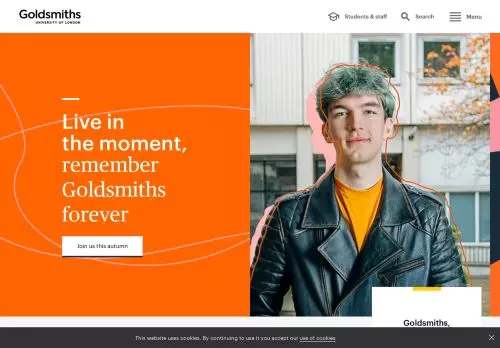 Goldsmiths
UNIVERSITY OF LONDON
Students & staff
Search
Menu
Live in
the moment,
remember
Goldsmiths
forever
Join us this autumn
Goldsmiths,
This website uses cookies. By continuing to use it you accept our use of cookies